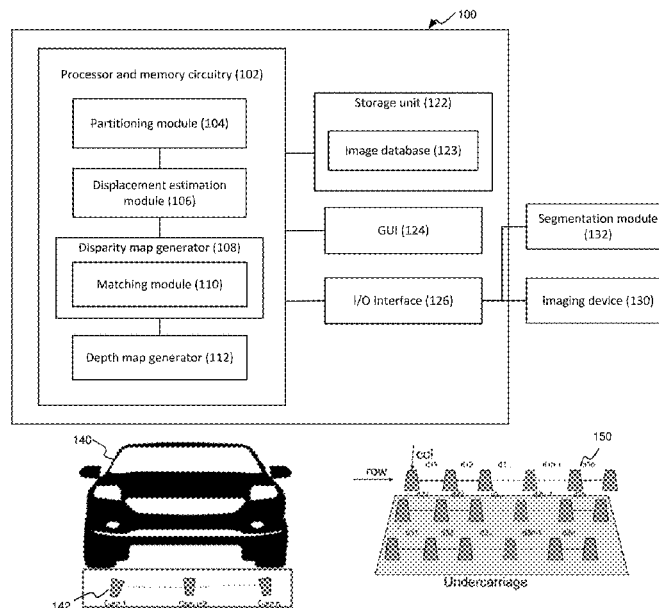 100
Processor and memory circuitry (102)
Partitioning module (104)
Displacement estimation
module (106)
Disparity map generator (108)
Matching module (110)
Depth map generator (112)
Storage unit (122)
Image database (123)
GUI (124)
I/O interface (126)
Segmentation module
(132)
Imaging device (130)
140
142
150
col
row
Undercarriage